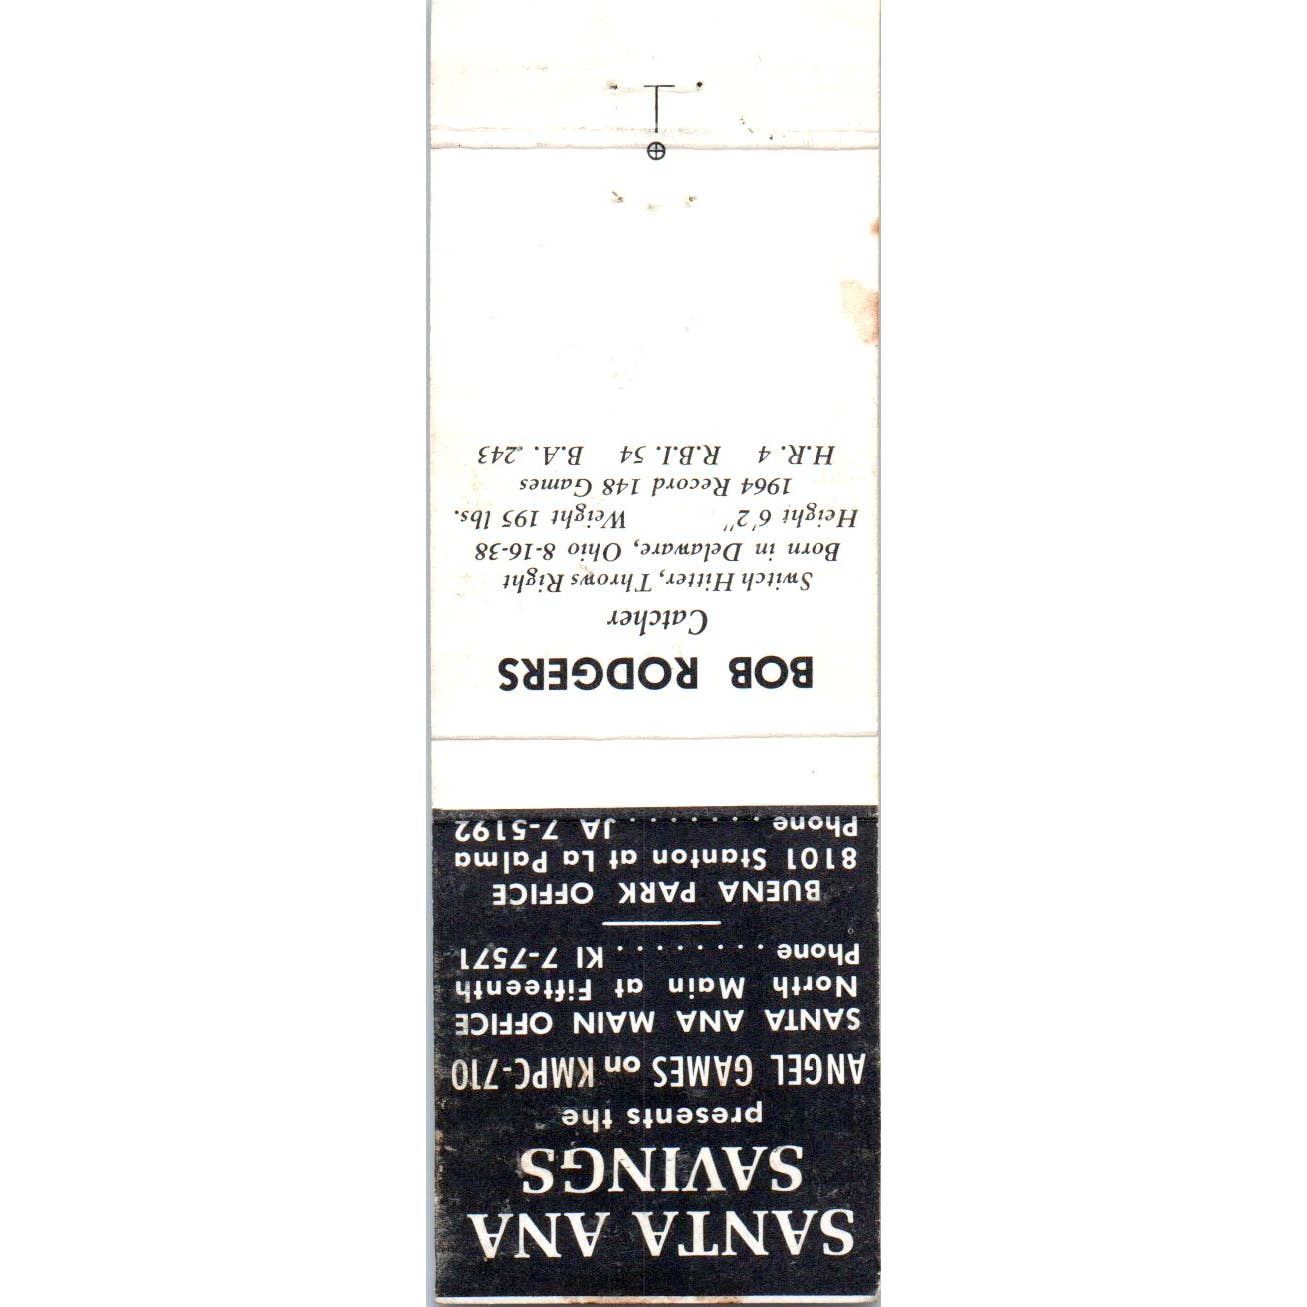 SANTA ANA
SAVINGS
presents the
ANGEL GAMES on KMPC-710
SANTA ANA MAIN OFFICE
North Main at Fifteenth
Phone . . . . . . . . KI 7-7571
BUENA PARK OFFICE
8101 Stanton at La Palma
Phone . . . . . . . . JA 7-5192
BOB RODGERS
Catcher
Switch Hitter, Throws Right
Born in Delaware, Ohio 8-16-38
Height 6'2" Weight 195 lbs.
1964 Record 148 Games
H.R. 4 R.B.I. 54 B.A. .243